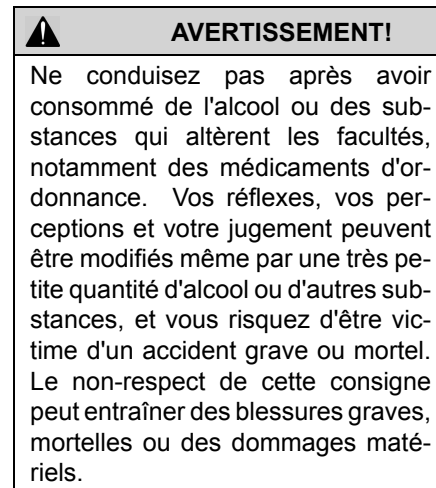 AVERTISSEMENT!
Ne conduisez pas après avoir
consommé de l'alcool ou des sub-
stances qui altèrent les facultés,
notamment des médicaments d'or-
donnance. Vos réflexes, vos per-
ceptions et votre jugement peuvent
être modifiés même par une très pe-
tite quantité d'alcool ou d'autres sub-
stances, et vous risquez d'être vic-
time d'un accident grave ou mortel.
Le non-respect de cette consigne
peut entraîner des blessures graves,
mortelles ou des dommages maté-
riels.